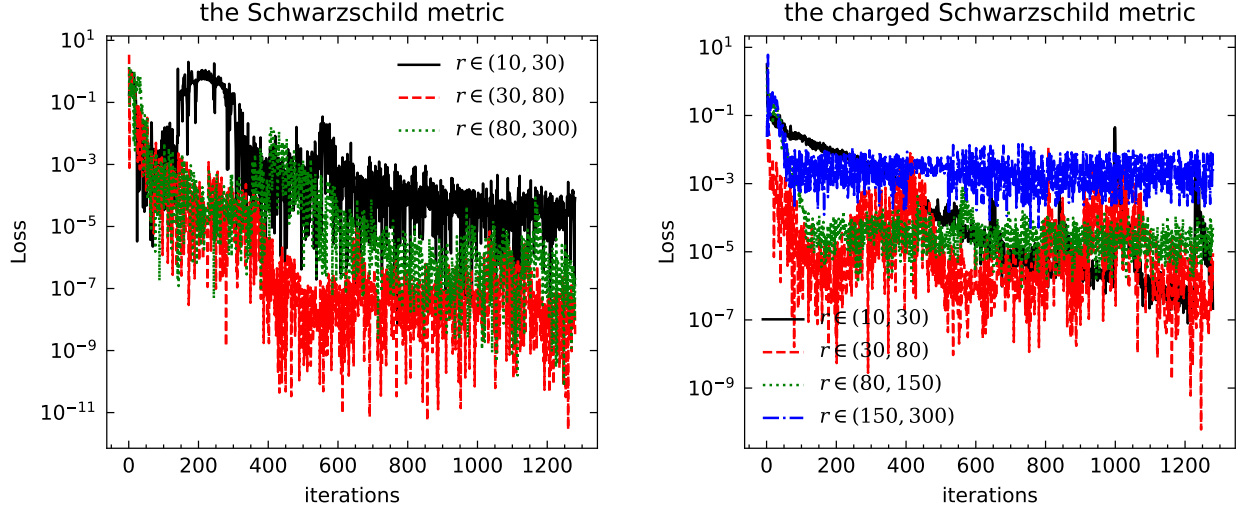 the Schwarzschild metric
10^1
10^{-1}
10^{-3}
10^{-5}
10^{-7}
10^{-9}
10^{-11}
Loss
r ∈ (10, 30)
r ∈ (30, 80)
r ∈ (80, 300)
0 200 400 600 800 1000 1200
iterations
the charged Schwarzschild metric
10^1
10^{-1}
10^{-3}
10^{-5}
10^{-7}
10^{-9}
Loss
r ∈ (10, 30)
r ∈ (30, 80)
r ∈ (80, 150)
r ∈ (150, 300)
0 200 400 600 800 1000 1200
iterations